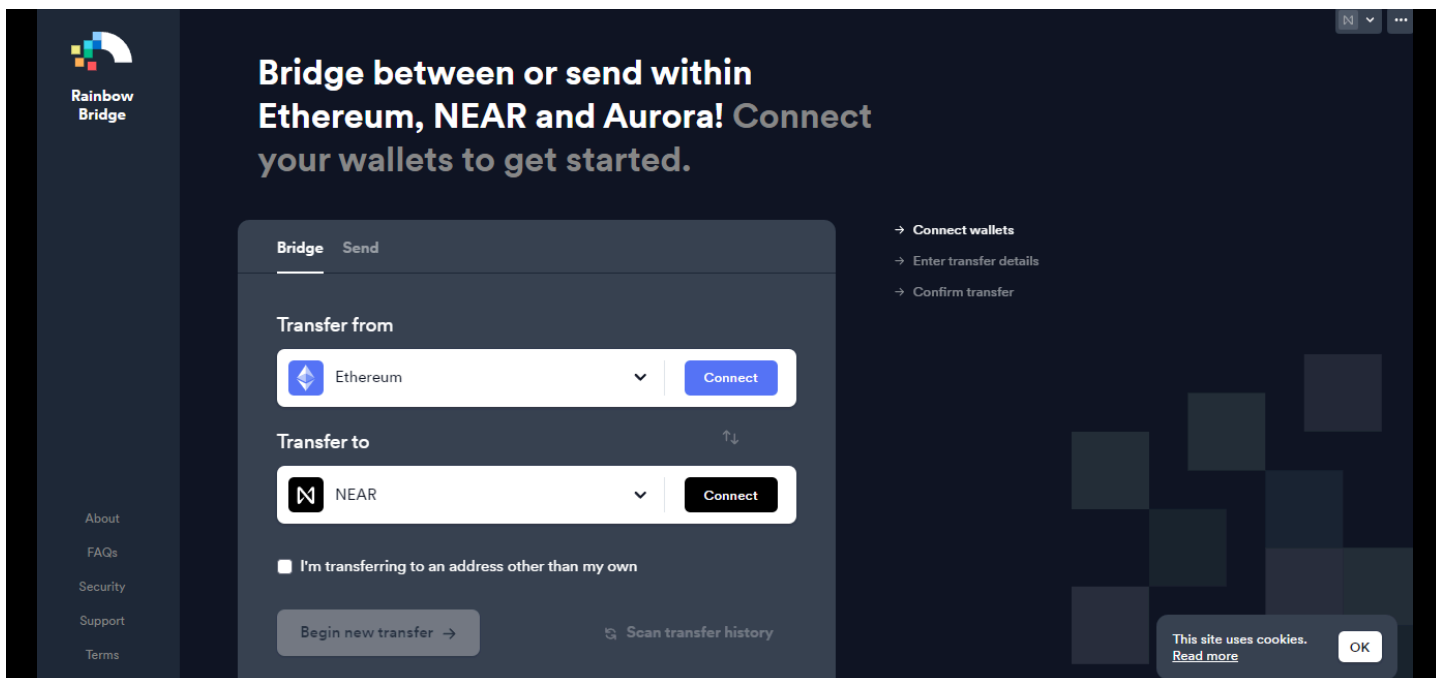 Rainbow
Bridge
Bridge between or send within
Ethereum, NEAR and Aurora! Connect
your wallets to get started.
Bridge Send
Transfer from
Ethereum Connect
Transfer to
NEAR Connect
I'm transferring to an address other than my own
Begin new transfer → Scan transfer history
→ Connect wallets
→ Enter transfer details
→ Confirm transfer
About
FAQs
Security
Support
Terms
This site uses cookies.
Read more
OK